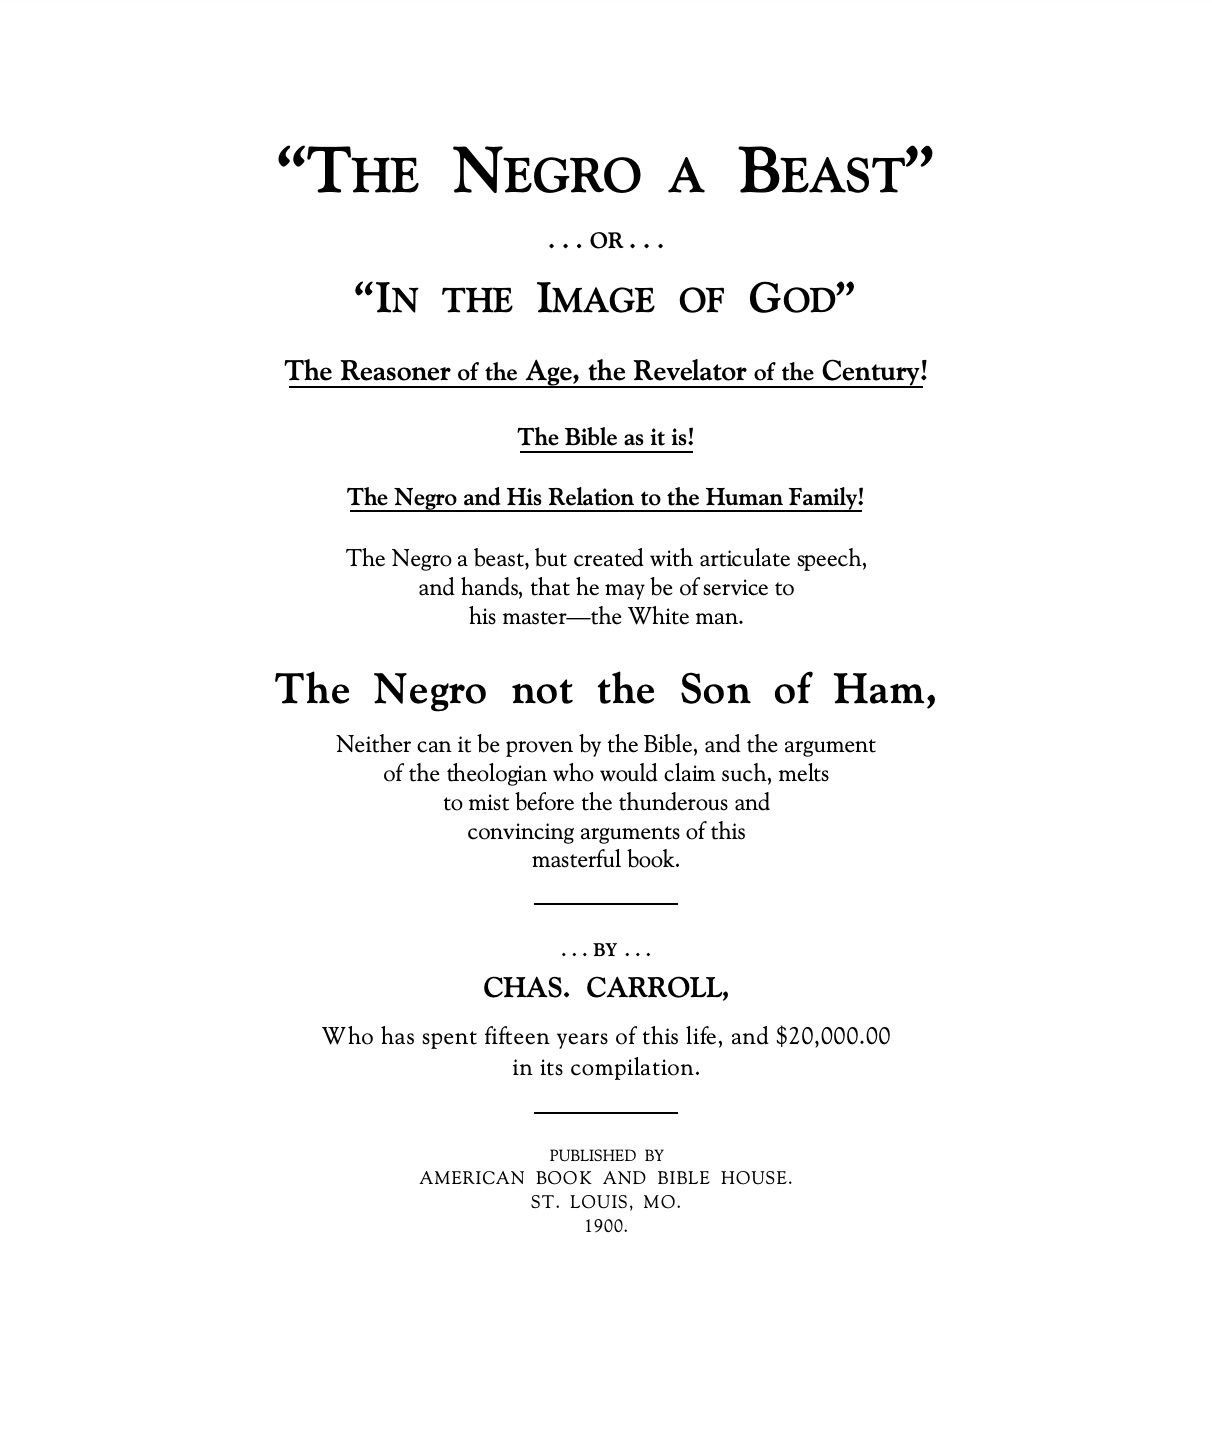 “The Negro a Beast”
. . . OR . . .
“In the Image of God”
The Reasoner of the Age, the Revelator of the Century!
The Bible as it is!
The Negro and His Relation to the Human Family!
The Negro a beast, but created with articulate speech,
and hands, that he may be of service to
his master—the White man.
The Negro not the Son of Ham,
Neither can it be proven by the Bible, and the argument
of the theologian who would claim such, melts
to mist before the thunderous and
convincing arguments of this
masterful book.
. . . BY . . .
CHAS. CARROLL,
Who has spent fifteen years of this life, and $20,000.00
in its compilation.
PUBLISHED BY
AMERICAN BOOK AND BIBLE HOUSE.
ST. LOUIS, MO.
1900.